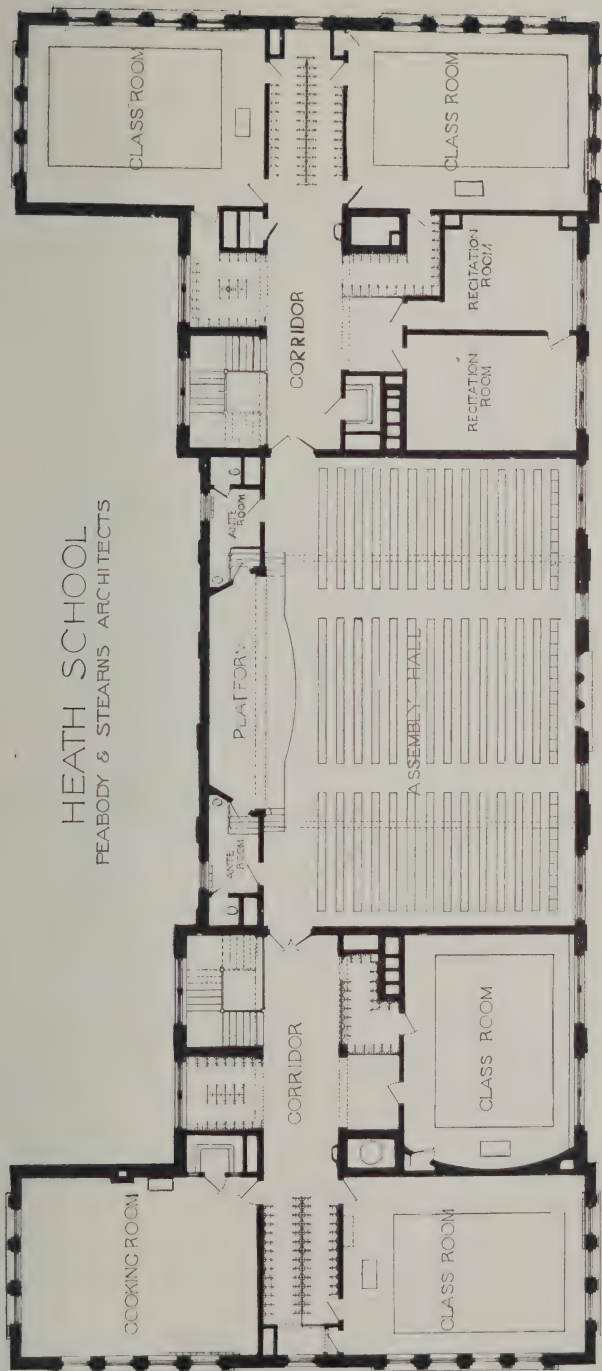 HEATH SCHOOL
PEABODY & STEARNS ARCHITECTS
COOKING ROOM
CLASS ROOM
CORRIDOR
CLASS ROOM
ANTE
ROOM
PLATFORM
ANTE
ROOM
ASSEMBLY HALL
CORRIDOR
RECITATION
ROOM
RECITATION
ROOM
CLASS ROOM
CLASS ROOM